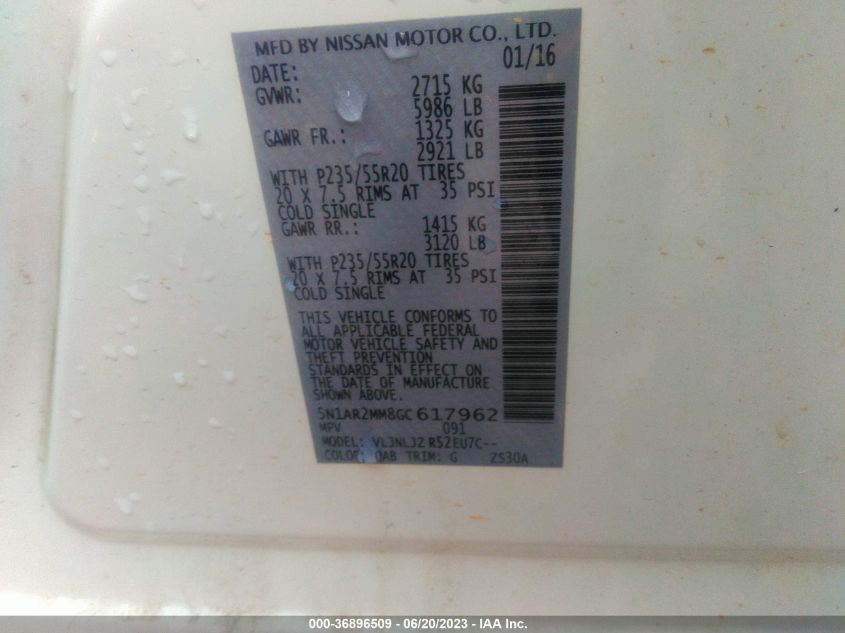 MFD BY NISSAN MOTOR CO., LTD.
DATE: 01/16
GVWR: 2715 KG
5986 LB
GAWR FR.: 1325 KG
2921 LB
WITH P235/55R20 TIRES
20 X 7.5 RIMS AT 35 PSI
COLD SINGLE
GAWR RR.: 1415 KG
3120 LB
WITH P235/55R20 TIRES
20 X 7.5 RIMS AT 35 PSI
COLD SINGLE
THIS VEHICLE CONFORMS TO
ALL APPLICABLE FEDERAL
MOTOR VEHICLE SAFETY AND
THEFT PREVENTION
STANDARDS IN EFFECT ON
THE DATE OF MANUFACTURE
SHOWN ABOVE.
5N1AR2MM8GC617962
MPV 091
MODEL: VL3NL3Z R52EU7C--
COLOR: QAB TRIM: G 2S30A
000-36896509 - 06/20/2023 - IAA Inc.